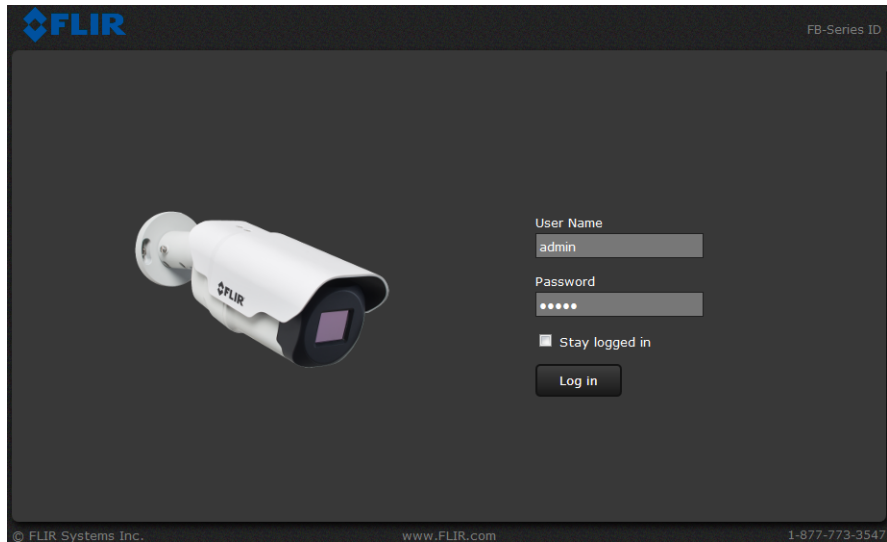 FLIR
FB-Series ID
FLIR
User Name
admin
Password
•••••
Stay logged in
Log in
© FLIR Systems Inc.
www.FLIR.com
1-877-773-3547